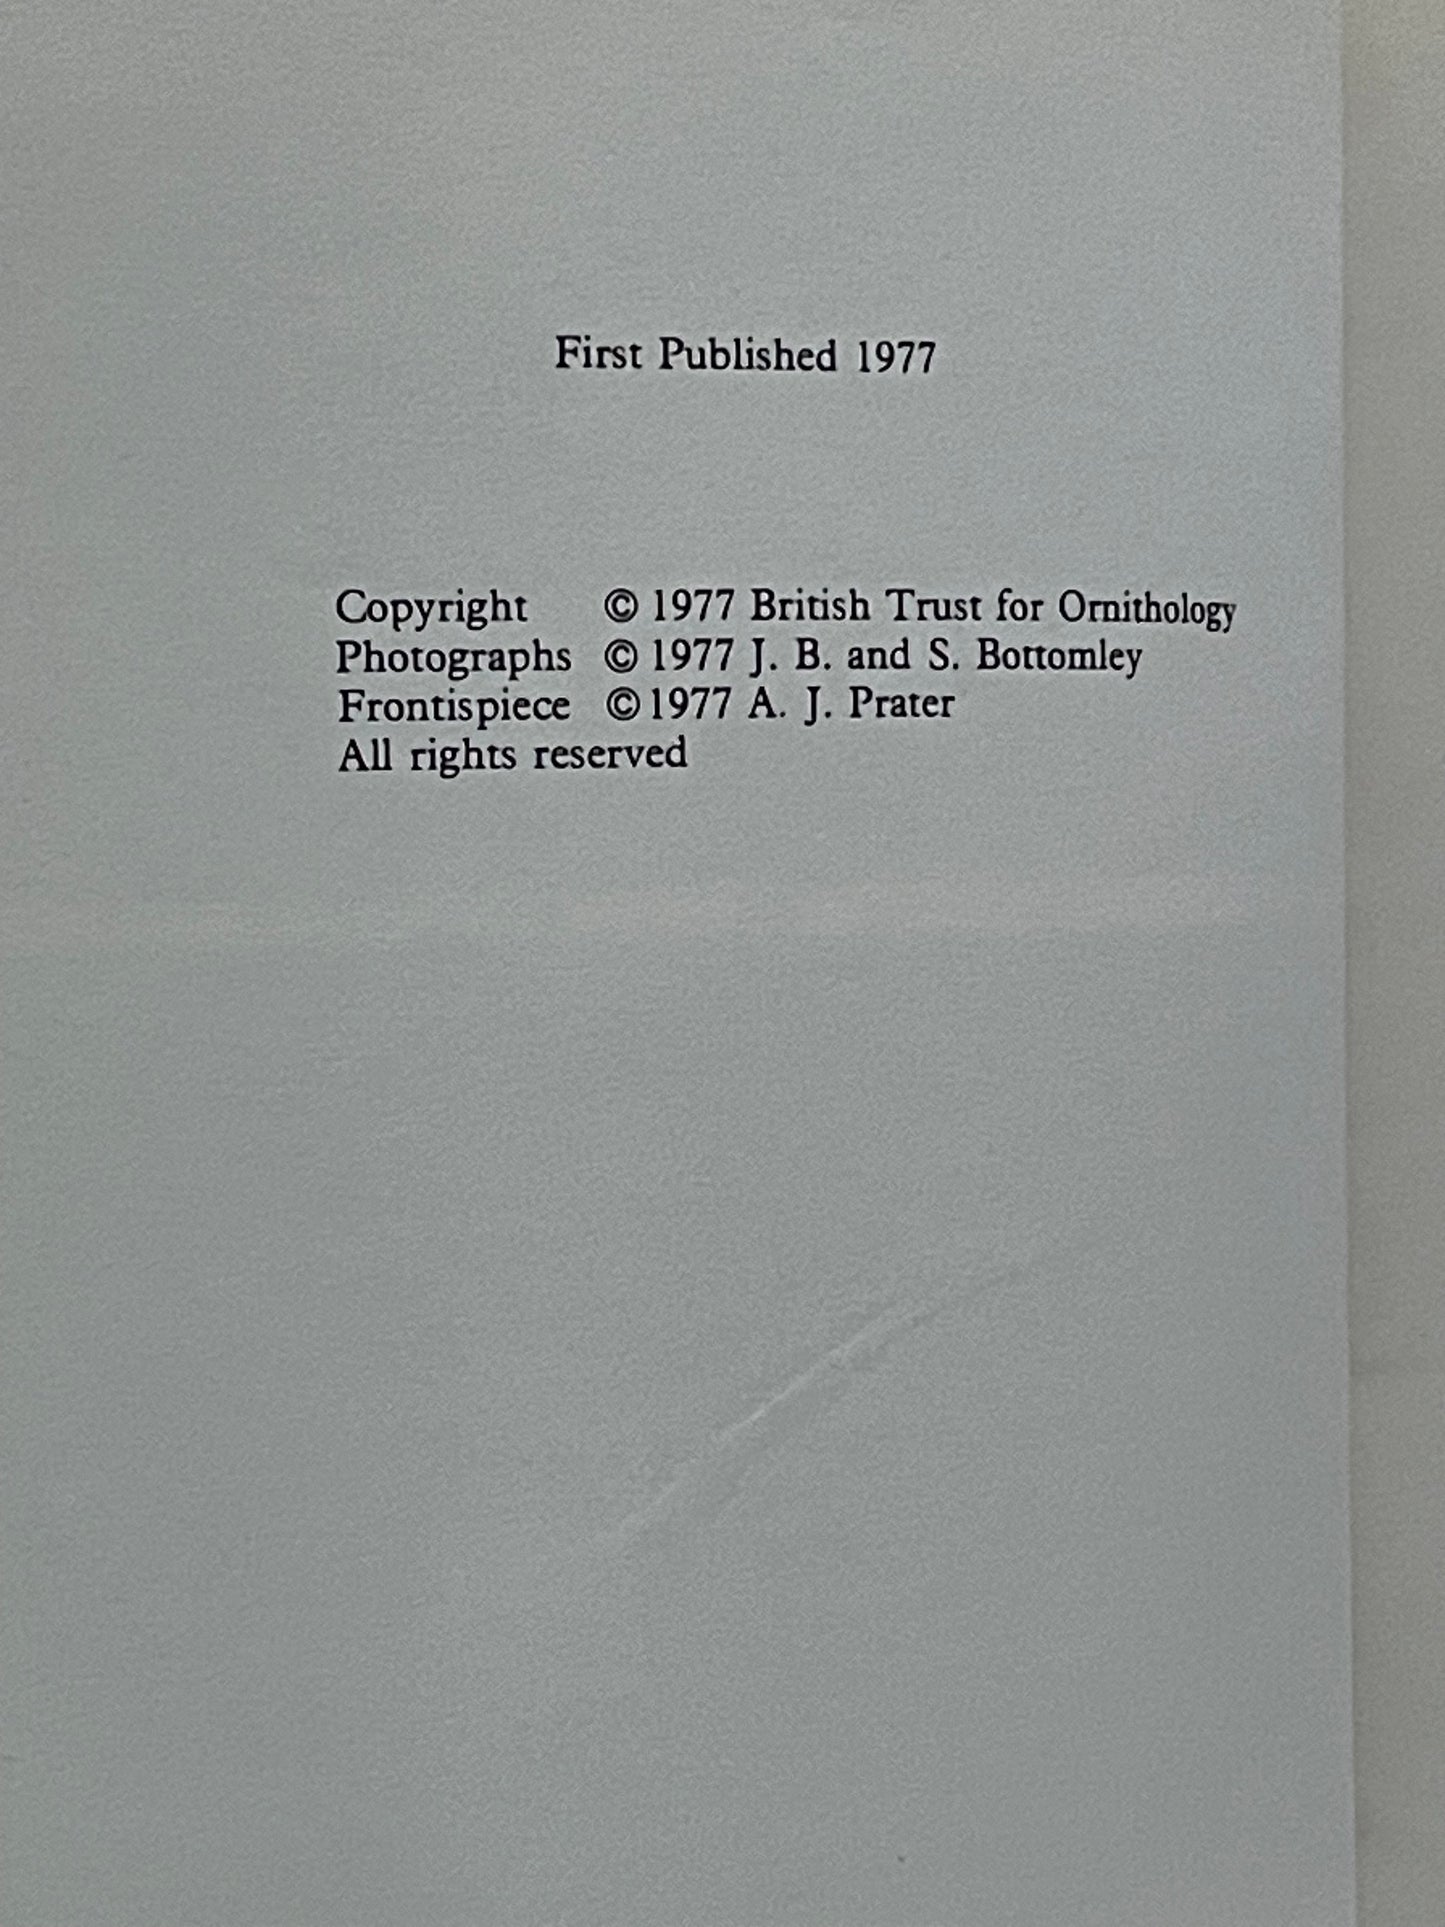 First Published 1977
Copyright © 1977 British Trust for Ornithology
Photographs © 1977 J. B. and S. Bottomley
Frontispiece © 1977 A. J. Prater
All rights reserved